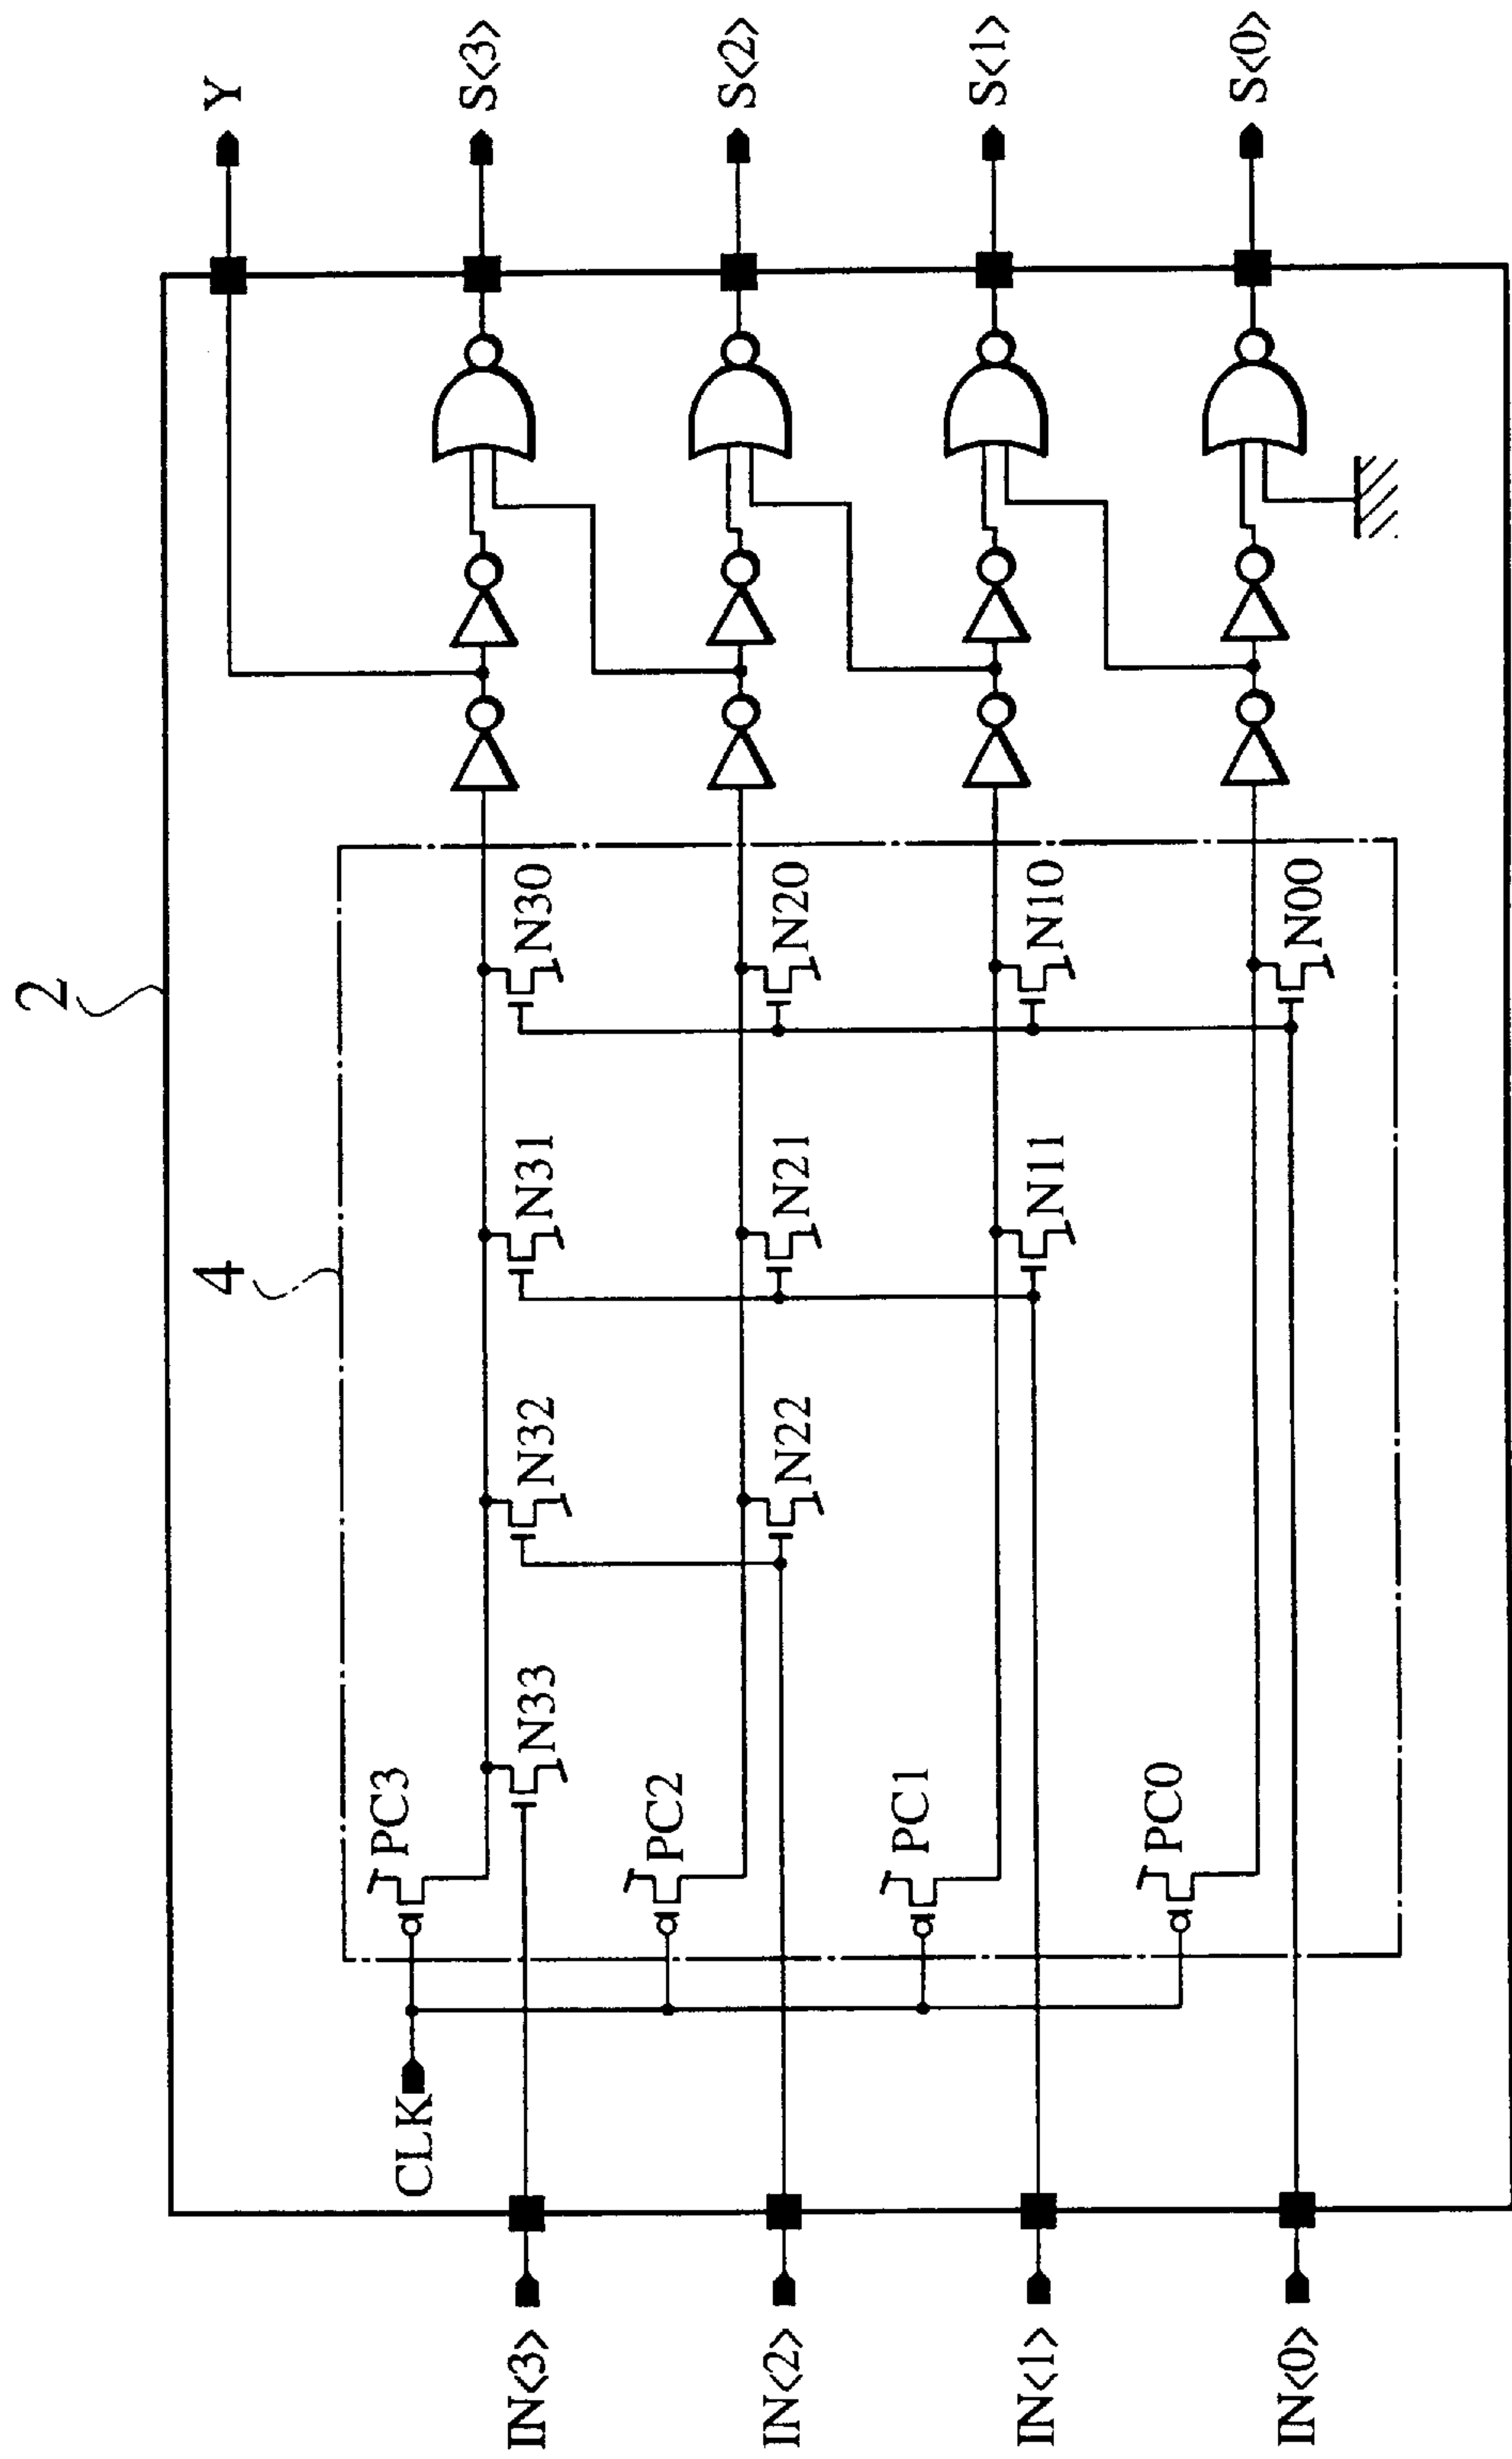 2
4
Y
S<3>
S<2>
S<1>
S<0>
CLK
PC3
PC2
PC1
PC0
N33
N32
N31
N30
N22
N21
N20
N11
N10
N00
IN<3>
IN<2>
IN<1>
IN<0>